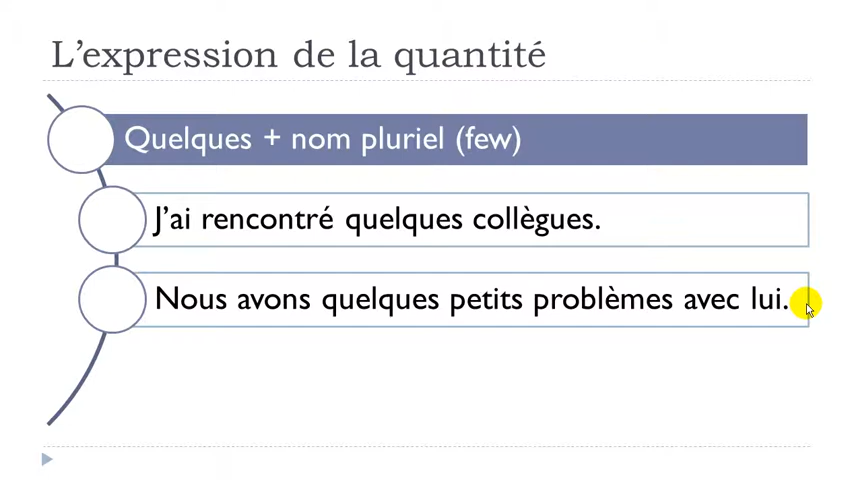 L’expression de la quantité
Quelques + nom pluriel (few)
J’ai rencontré quelques collègues.
Nous avons quelques petits problèmes avec lui.